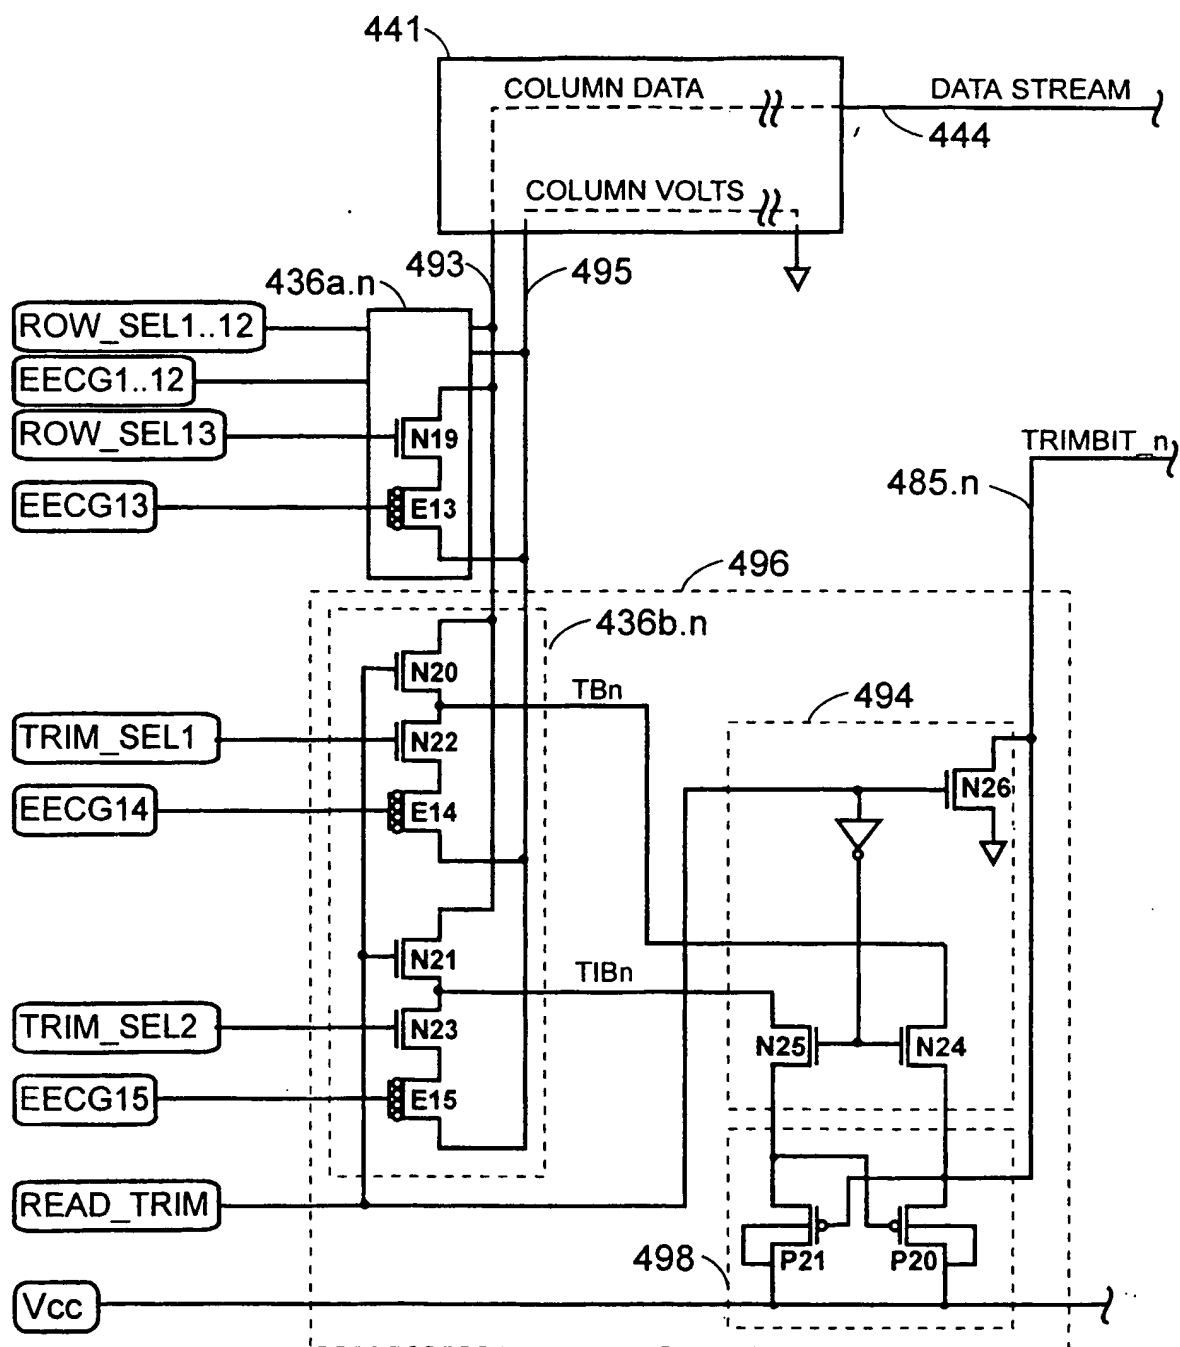 441
COLUMN DATA
DATA STREAM
444
COLUMN VOLTS
493
495
436a.n
ROW_SEL1..12
EECG1..12
ROW_SEL13
N19
TRIMBIT_n
485.n
EECG13
E13
496
436b.n
N20
TBn
494
TRIM_SEL1
N22
N26
EECG14
E14
N21
TIBn
TRIM_SEL2
N23
N25
N24
EECG15
E15
READ_TRIM
498
P21
P20
Vcc